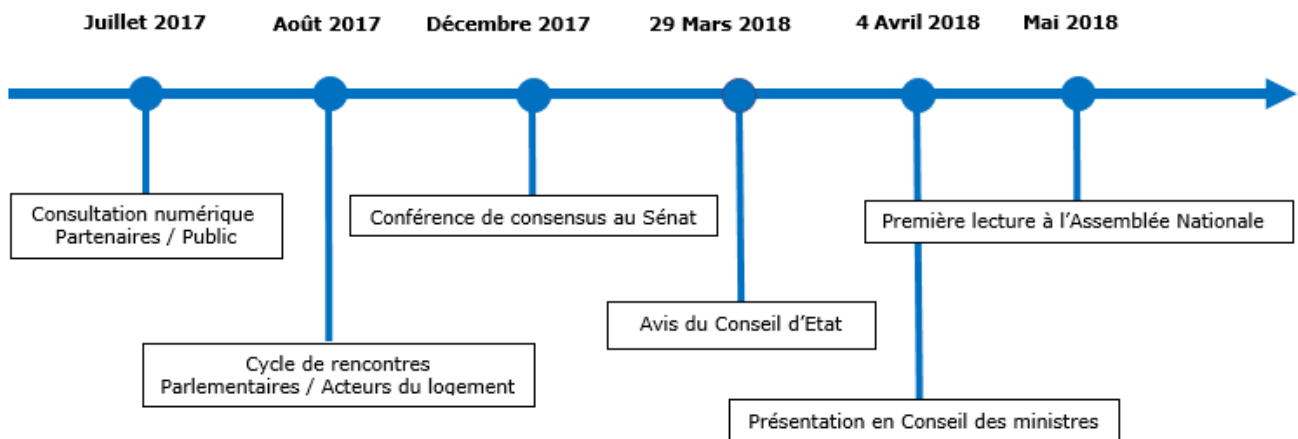 Juillet 2017
Août 2017
Décembre 2017
29 Mars 2018
4 Avril 2018
Mai 2018
Consultation numérique
Partenaires / Public
Conférence de consensus au Sénat
Première lecture à l’Assemblée Nationale
Avis du Conseil d’Etat
Cycle de rencontres
Parlementaires / Acteurs du logement
Présentation en Conseil des ministres